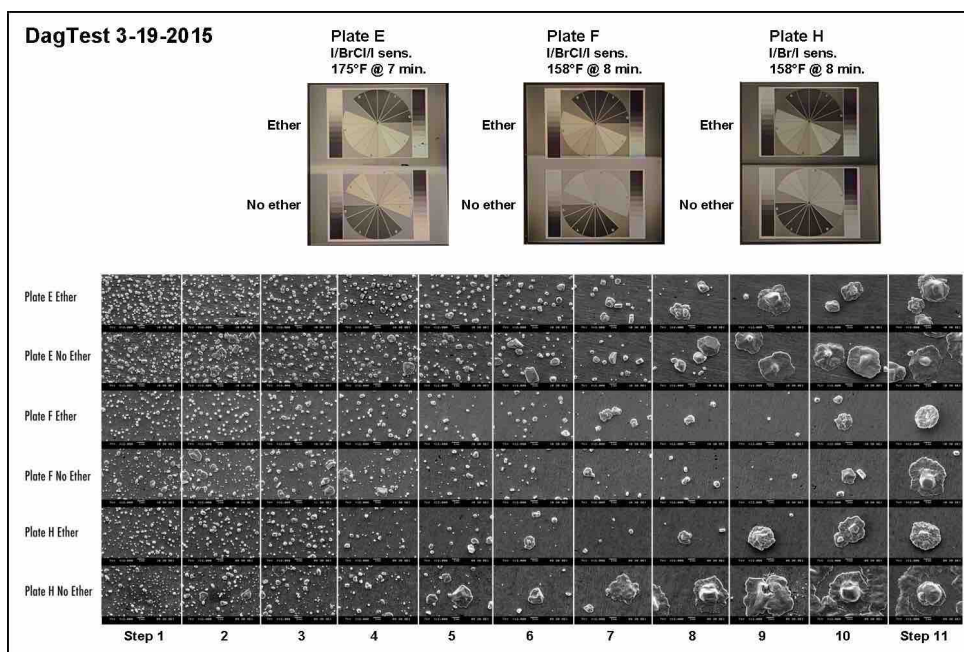 DagTest 3-19-2015
Plate E
I/BrCl/I sens.
175°F @ 7 min.
Plate F
I/BrCl/I sens.
158°F @ 8 min.
Plate H
I/Br/I sens.
158°F @ 8 min.
Ether
Ether
Ether
No ether
No ether
No ether
Plate E Ether
Plate E No Ether
Plate F Ether
Plate F No Ether
Plate H Ether
Plate H No Ether
Step 1 2 3 4 5 6 7 8 9 10 Step 11